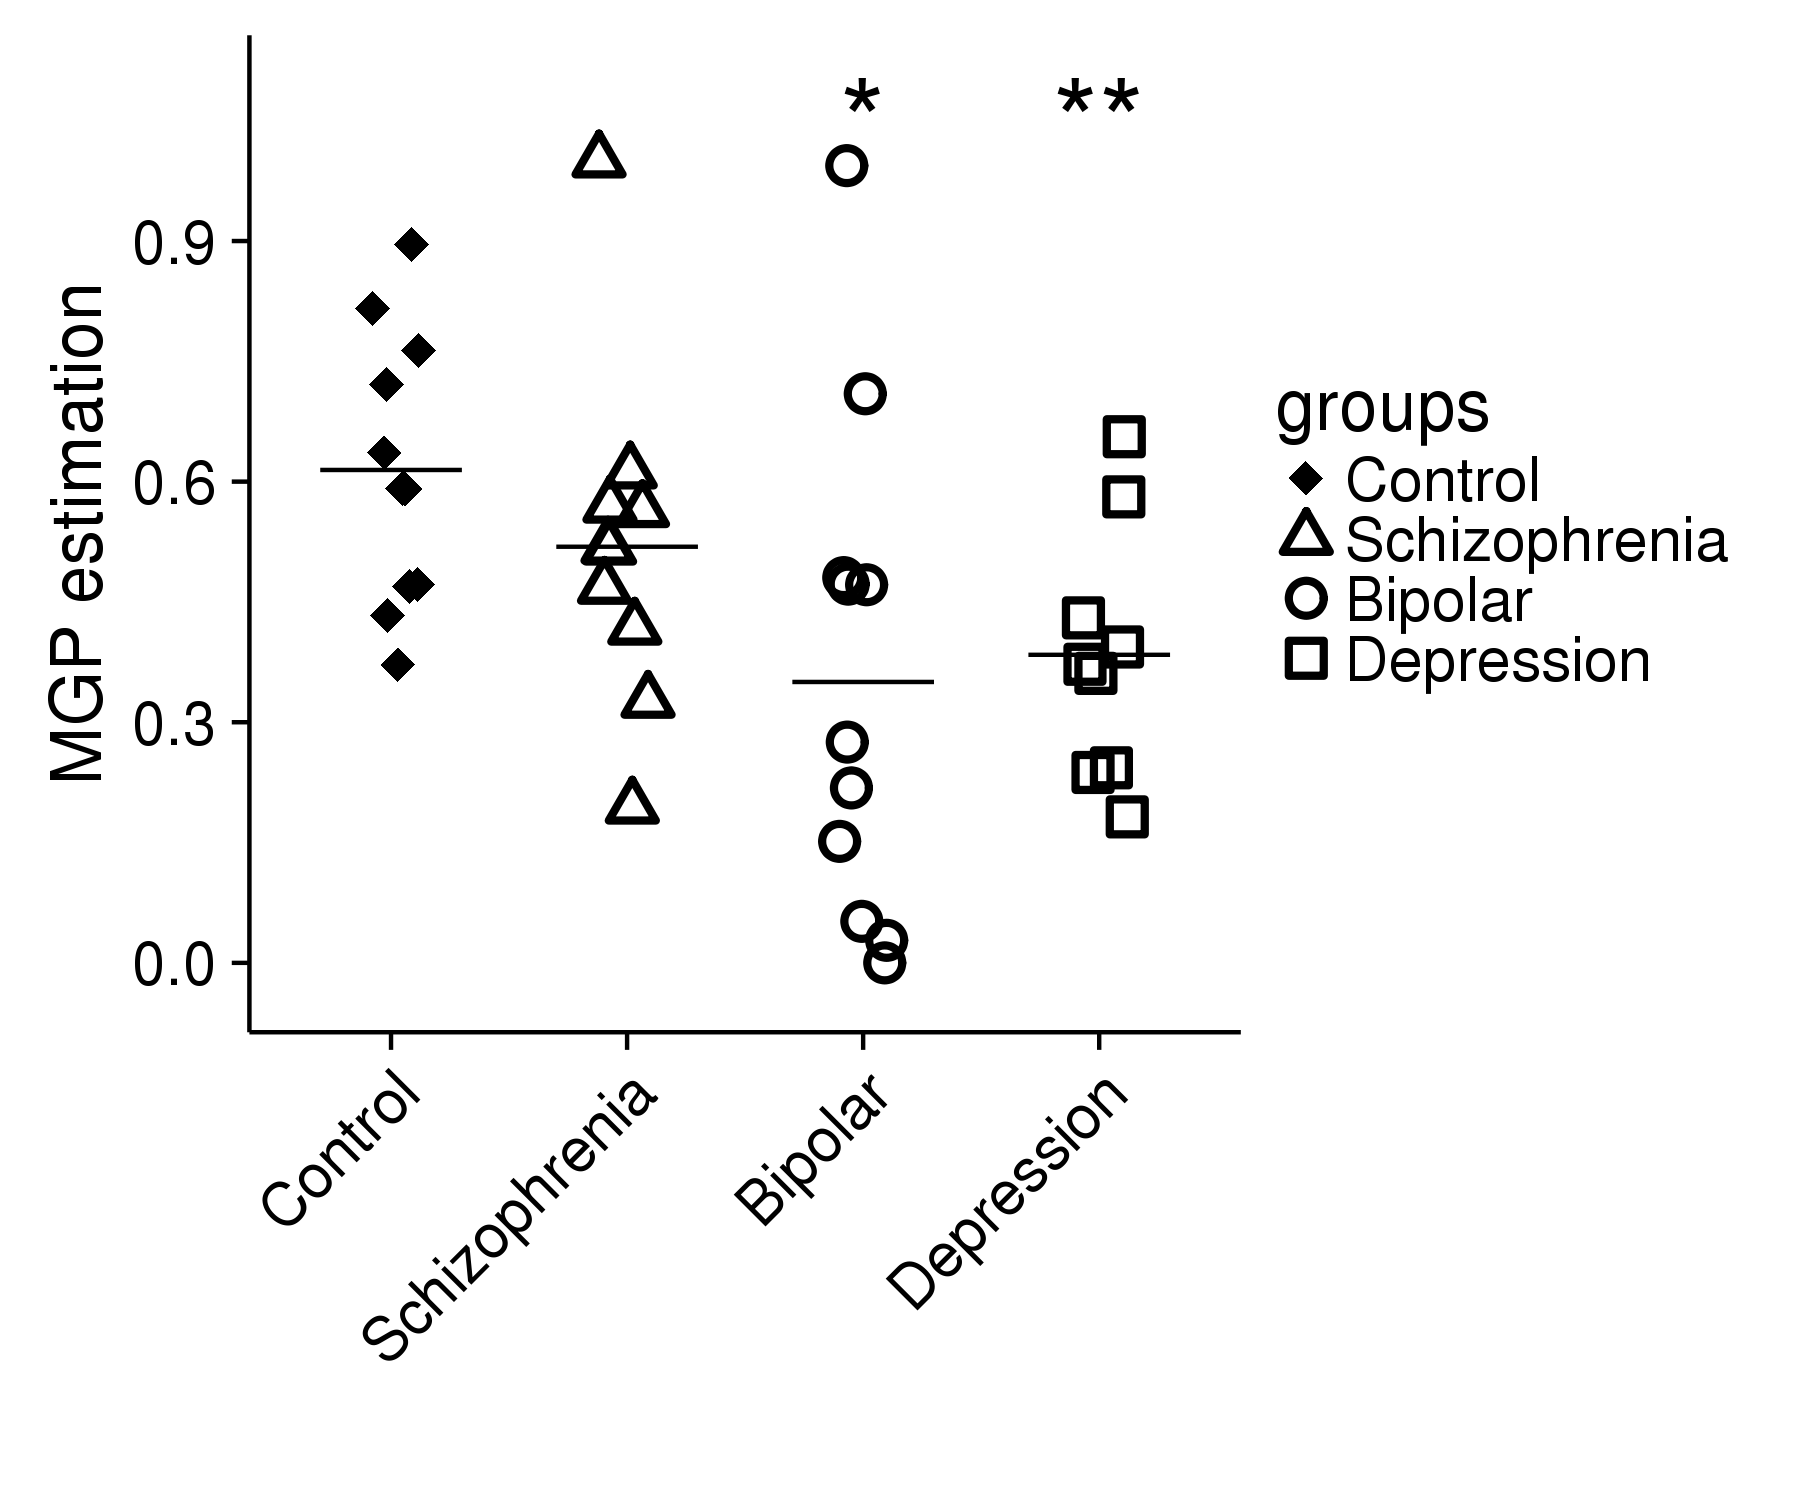 *
**
MGP estimation
0.9
0.6
0.3
0.0
Control
Schizophrenia
Bipolar
Depression
groups
Control
Schizophrenia
Bipolar
Depression